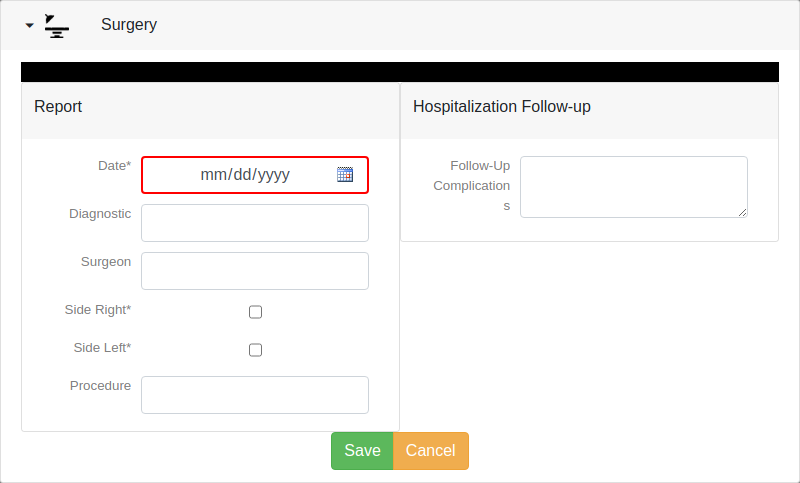 Surgery
Report
Date*
mm/dd/yyyy
Diagnostic
Surgeon
Side Right*
Side Left*
Procedure
Hospitalization Follow-up
Follow-Up
Complication
s
Save
Cancel